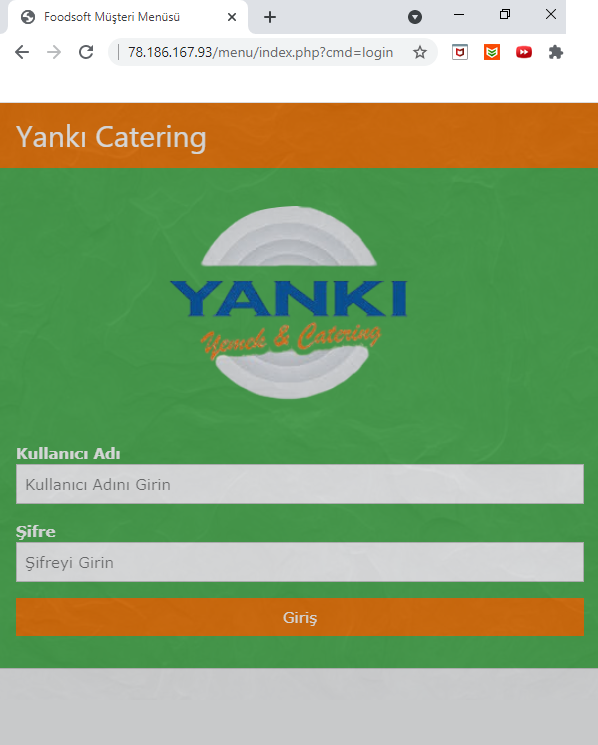 Foodsoft Müşteri Menüsü
78.186.167.93/menu/index.php?cmd=login
Yankı Catering
YANKI
Yemek & Catering
Kullanıcı Adı
Kullanıcı Adını Girin
Şifre
Şifreyi Girin
Giriş